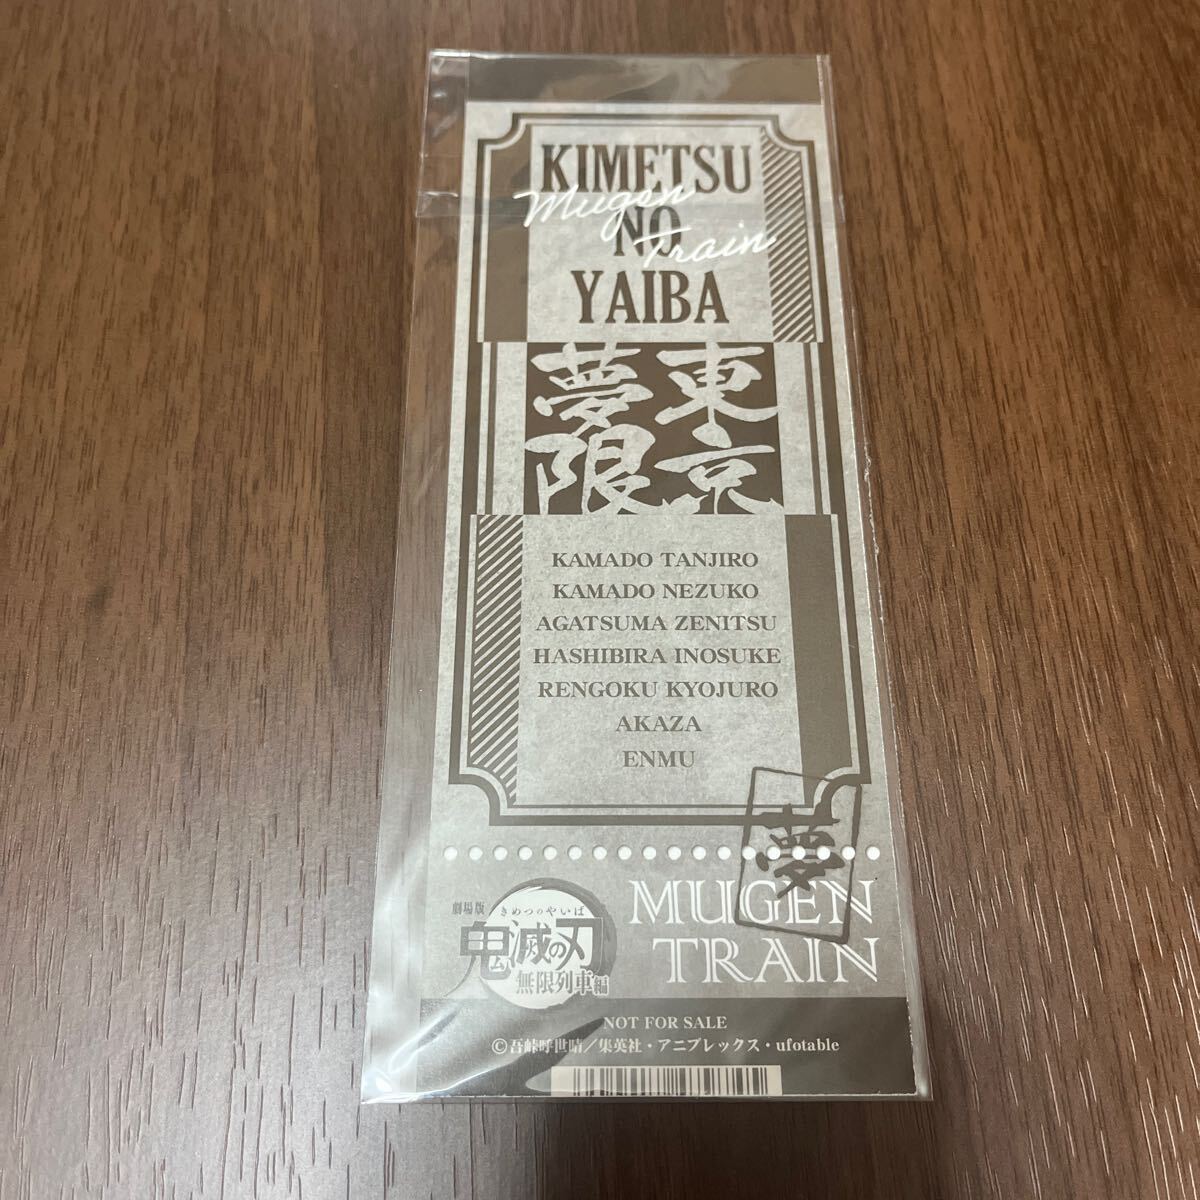 KIMETSU
NO
YAIBA
Mugen
Train
東京
夢限
KAMADO TANJIRO
KAMADO NEZUKO
AGATSUMA ZENITSU
HASHIBIRA INOSUKE
RENGOKU KYOJURO
AKAZA
ENMU
夢
劇場版
きめつのやいば
鬼滅の刃
無限列車編
MUGEN
TRAIN
NOT FOR SALE
©吾峠呼世晴／集英社・アニプレックス・ufotable